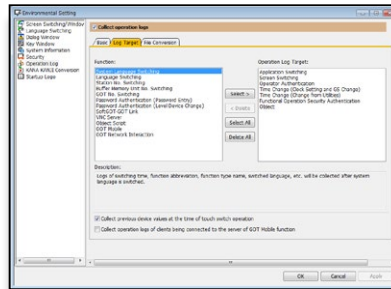 Environmental Setting
Screen Switching/Window
Language Switching
Dialog Window
Key Window
System Information
Security
Operation Log
KANA KANJI Conversion
Startup Logo
Collect operation logs
Base
Log Target
File Conversion
Function:
System Language Switching
Language Switching
Station No. Switching
Buffer Memory Unit No. Switching
GOT No. Switching
Password Authentication (Password Entry)
Password Authentication (Level/Device Change)
SoftGOT-GOT Link
VNC Server
Object Script
GOT Mobile
GOT Network Interaction
Select >
< Delete
Select All
Delete All
Operation Log Target:
Application Switching
Screen Switching
Operator Authentication
Time Change (Clock Setting and GS Change)
Time Change (Change from Utilities)
Functional Operation Security Authentication
Object
Description:
Logs of switching time, function abbreviation, function type name, switched language, etc. will be collected after system
language is switched.
Collect previous device values at the time of touch switch operation
Collect operation logs of clients being connected to the server of GOT Mobile function
OK
Cancel
Apply